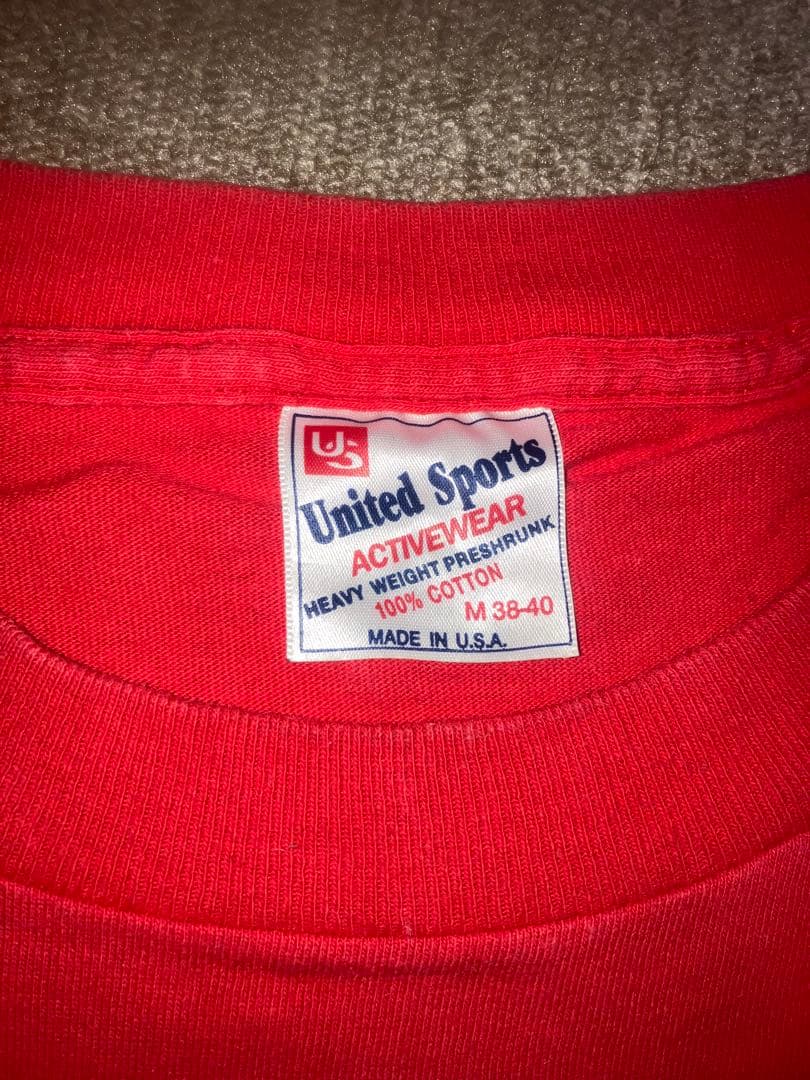 US
United Sports
ACTIVEWEAR
HEAVY WEIGHT PRESHRUNK
100% COTTON
M 38-40
MADE IN U.S.A.